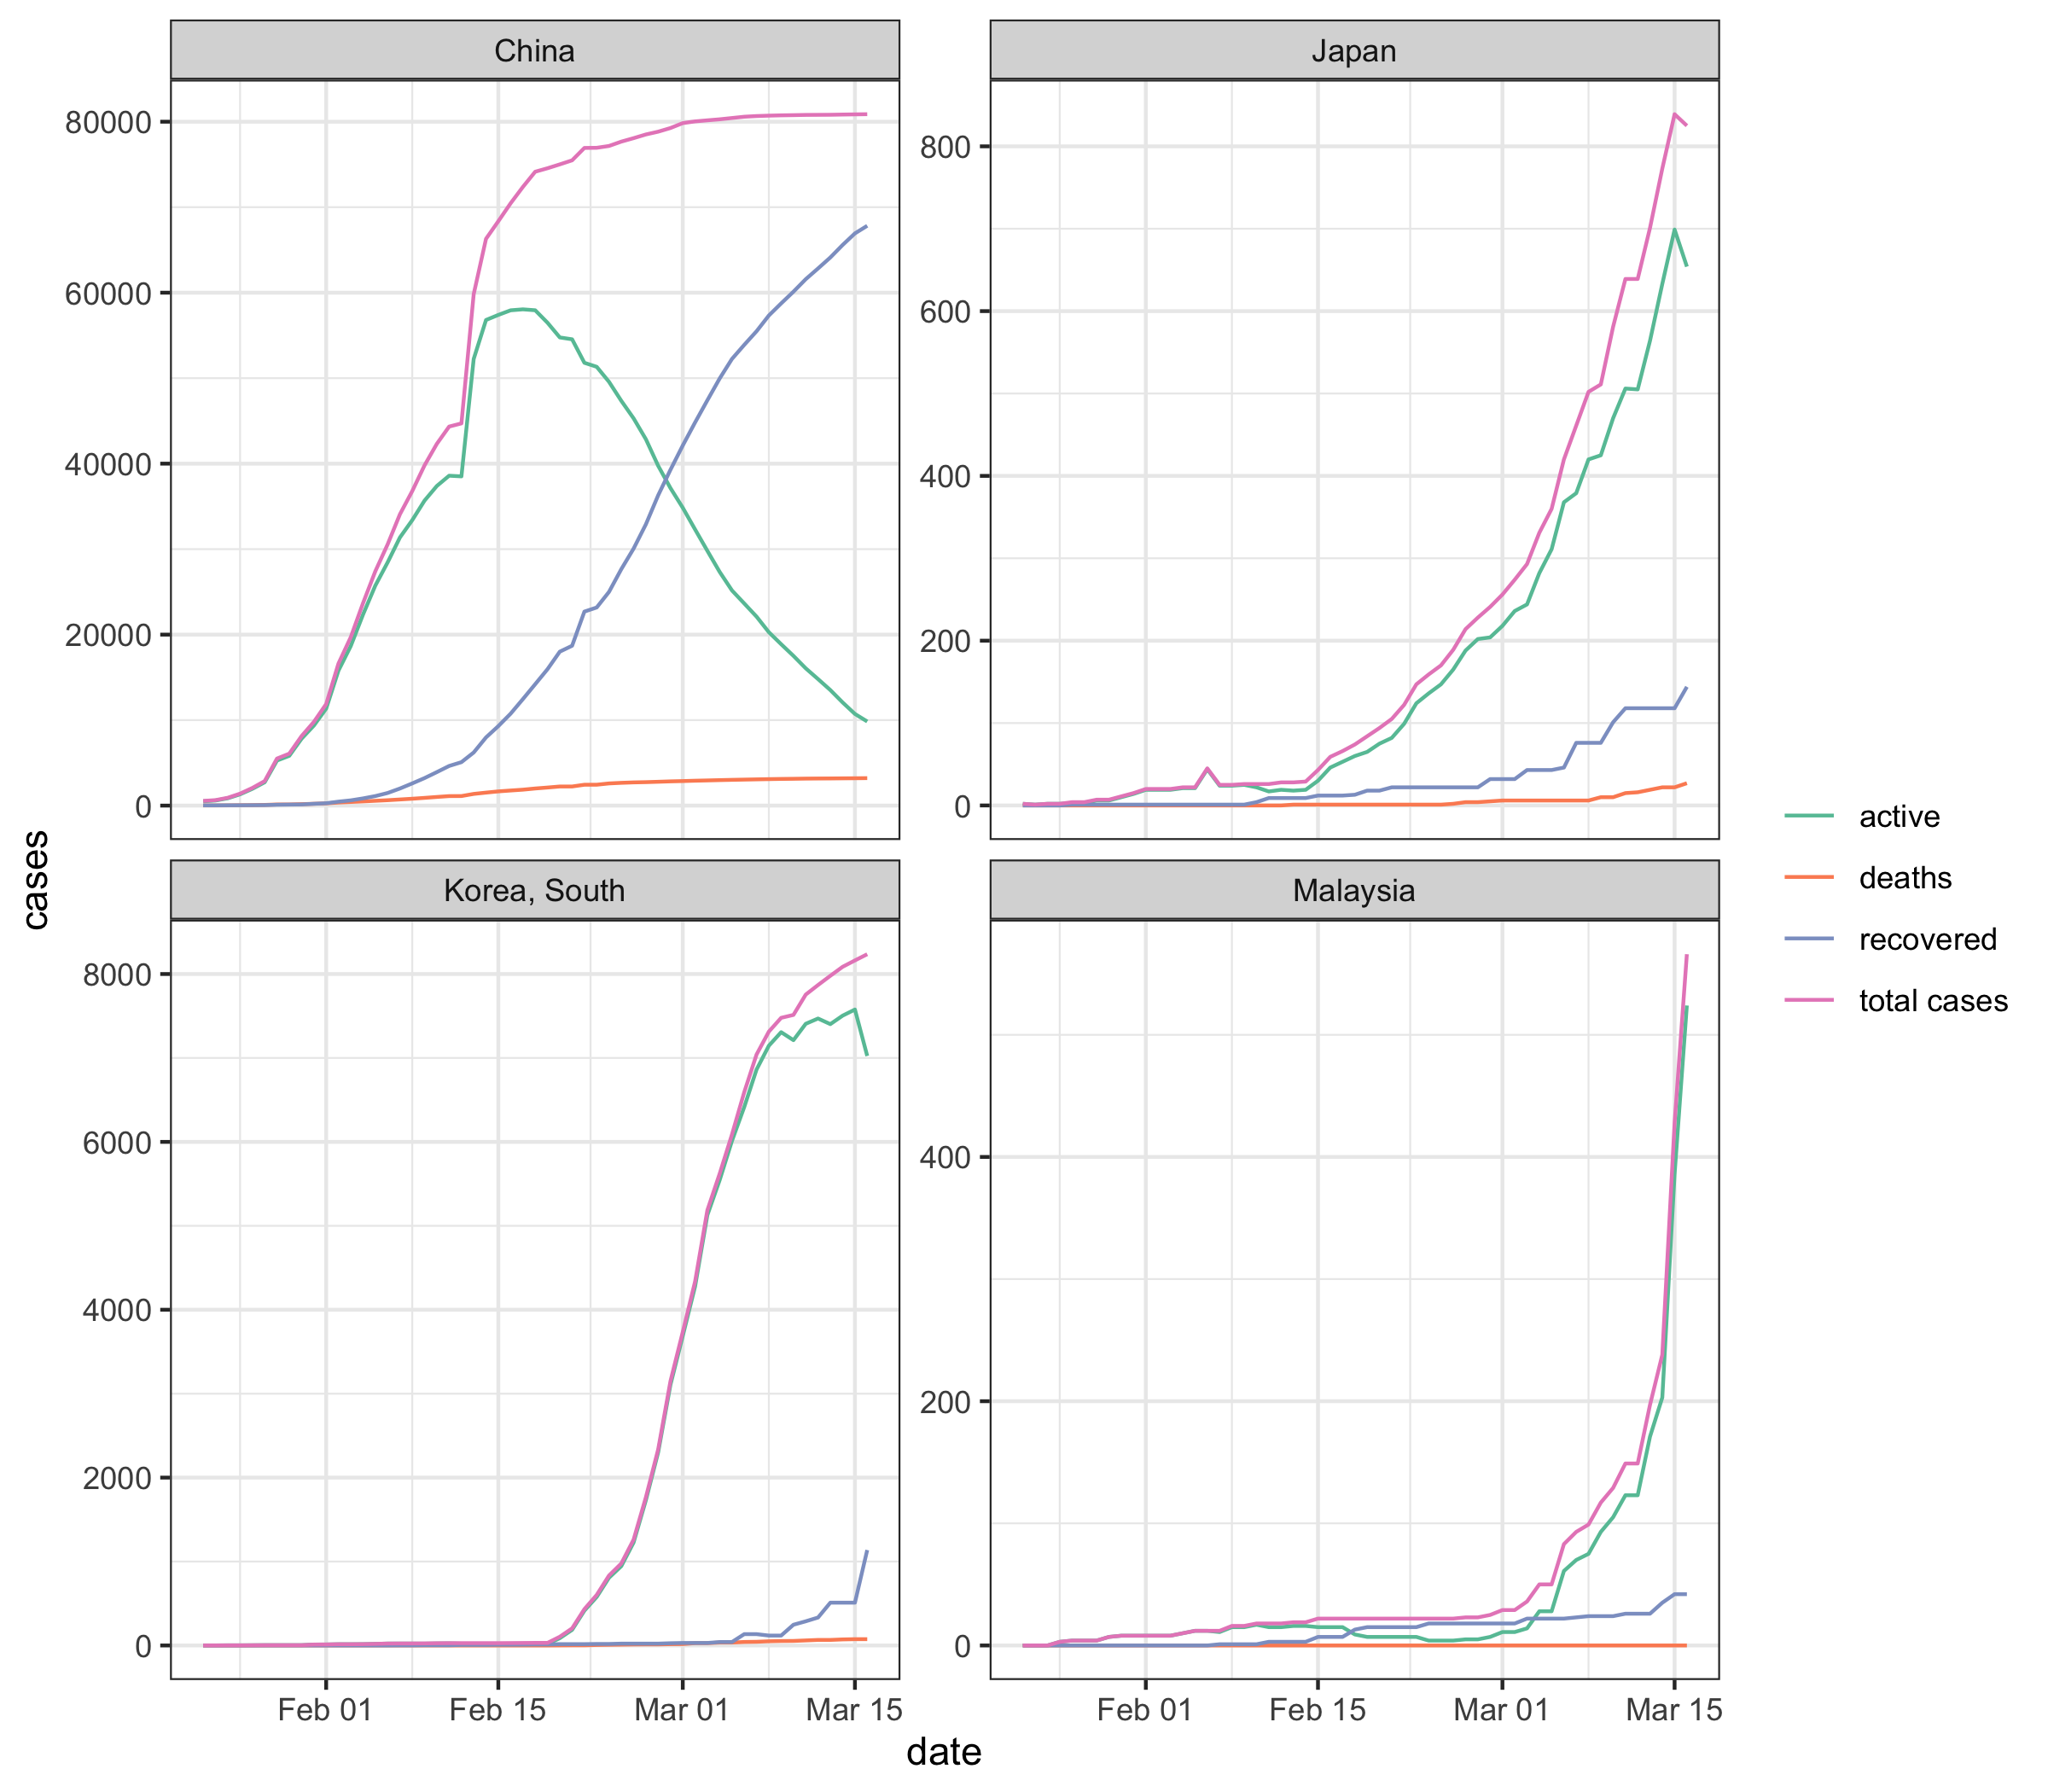 China
Japan
80000
60000
40000
20000
0
800
600
400
200
0
cases
active
deaths
recovered
total cases
Korea, South
Malaysia
8000
6000
4000
2000
0
400
200
0
Feb 01 Feb 15 Mar 01 Mar 15
Feb 01 Feb 15 Mar 01 Mar 15
date